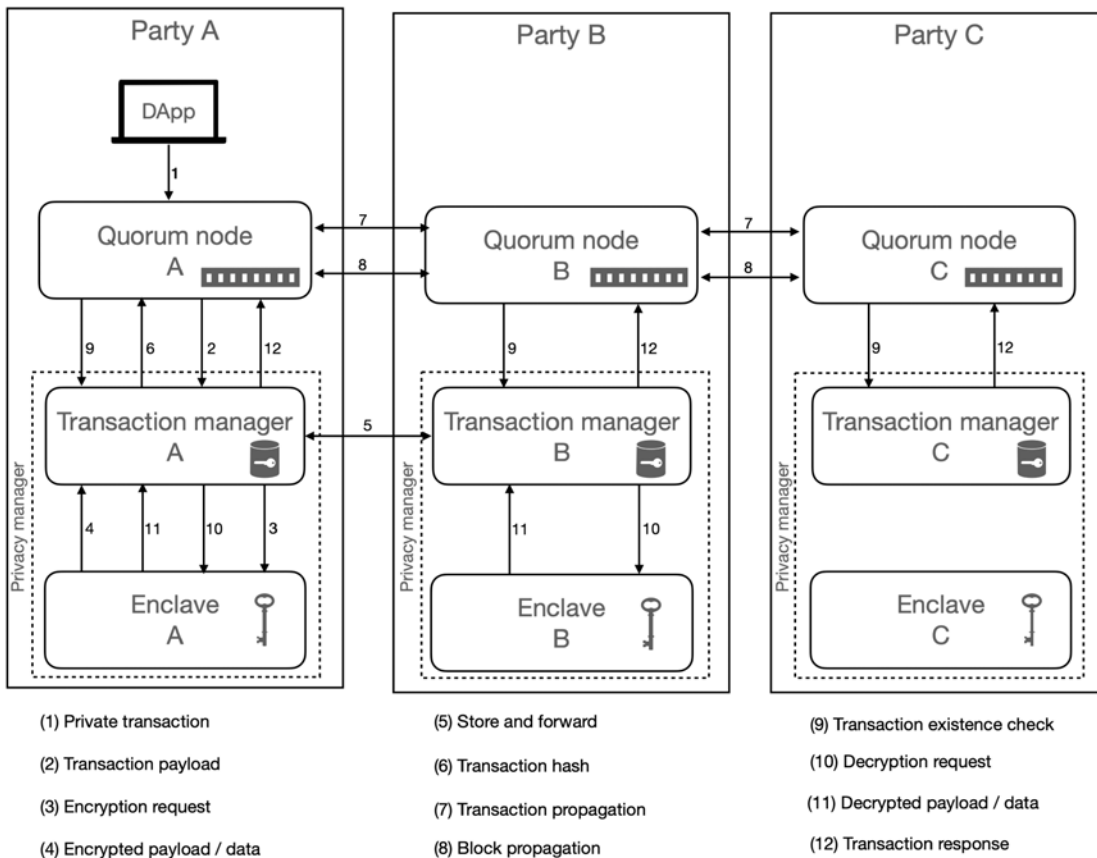 Party A
Party B
Party C
DApp
1
Quorum node
A
7
8
Quorum node
B
7
8
Quorum node
C
9
6
2
12
9
12
9
12
Privacy manager
Transaction manager
A
5
Privacy manager
Transaction manager
B
Privacy manager
Transaction manager
C
4
11
10
3
11
10
Enclave
A
Enclave
B
Enclave
C
(1) Private transaction
(2) Transaction payload
(3) Encryption request
(4) Encrypted payload / data
(5) Store and forward
(6) Transaction hash
(7) Transaction propagation
(8) Block propagation
(9) Transaction existence check
(10) Decryption request
(11) Decrypted payload / data
(12) Transaction response